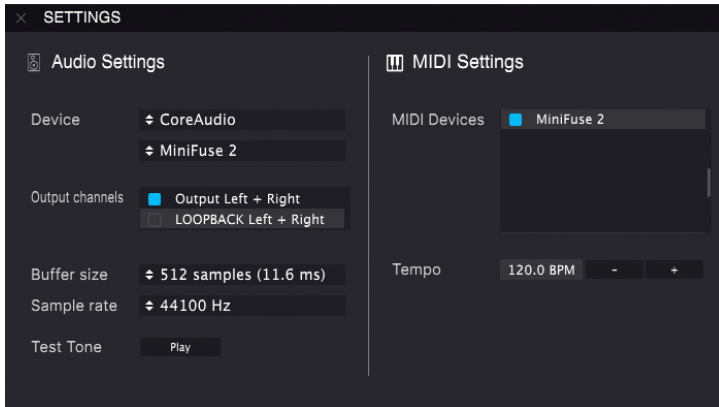 × SETTINGS
Audio Settings
Device
CoreAudio
MiniFuse 2
Output channels
Output Left + Right
LOOPBACK Left + Right
Buffer size
512 samples (11.6 ms)
Sample rate
44100 Hz
Test Tone
Play
MIDI Settings
MIDI Devices
MiniFuse 2
Tempo
120.0 BPM - +